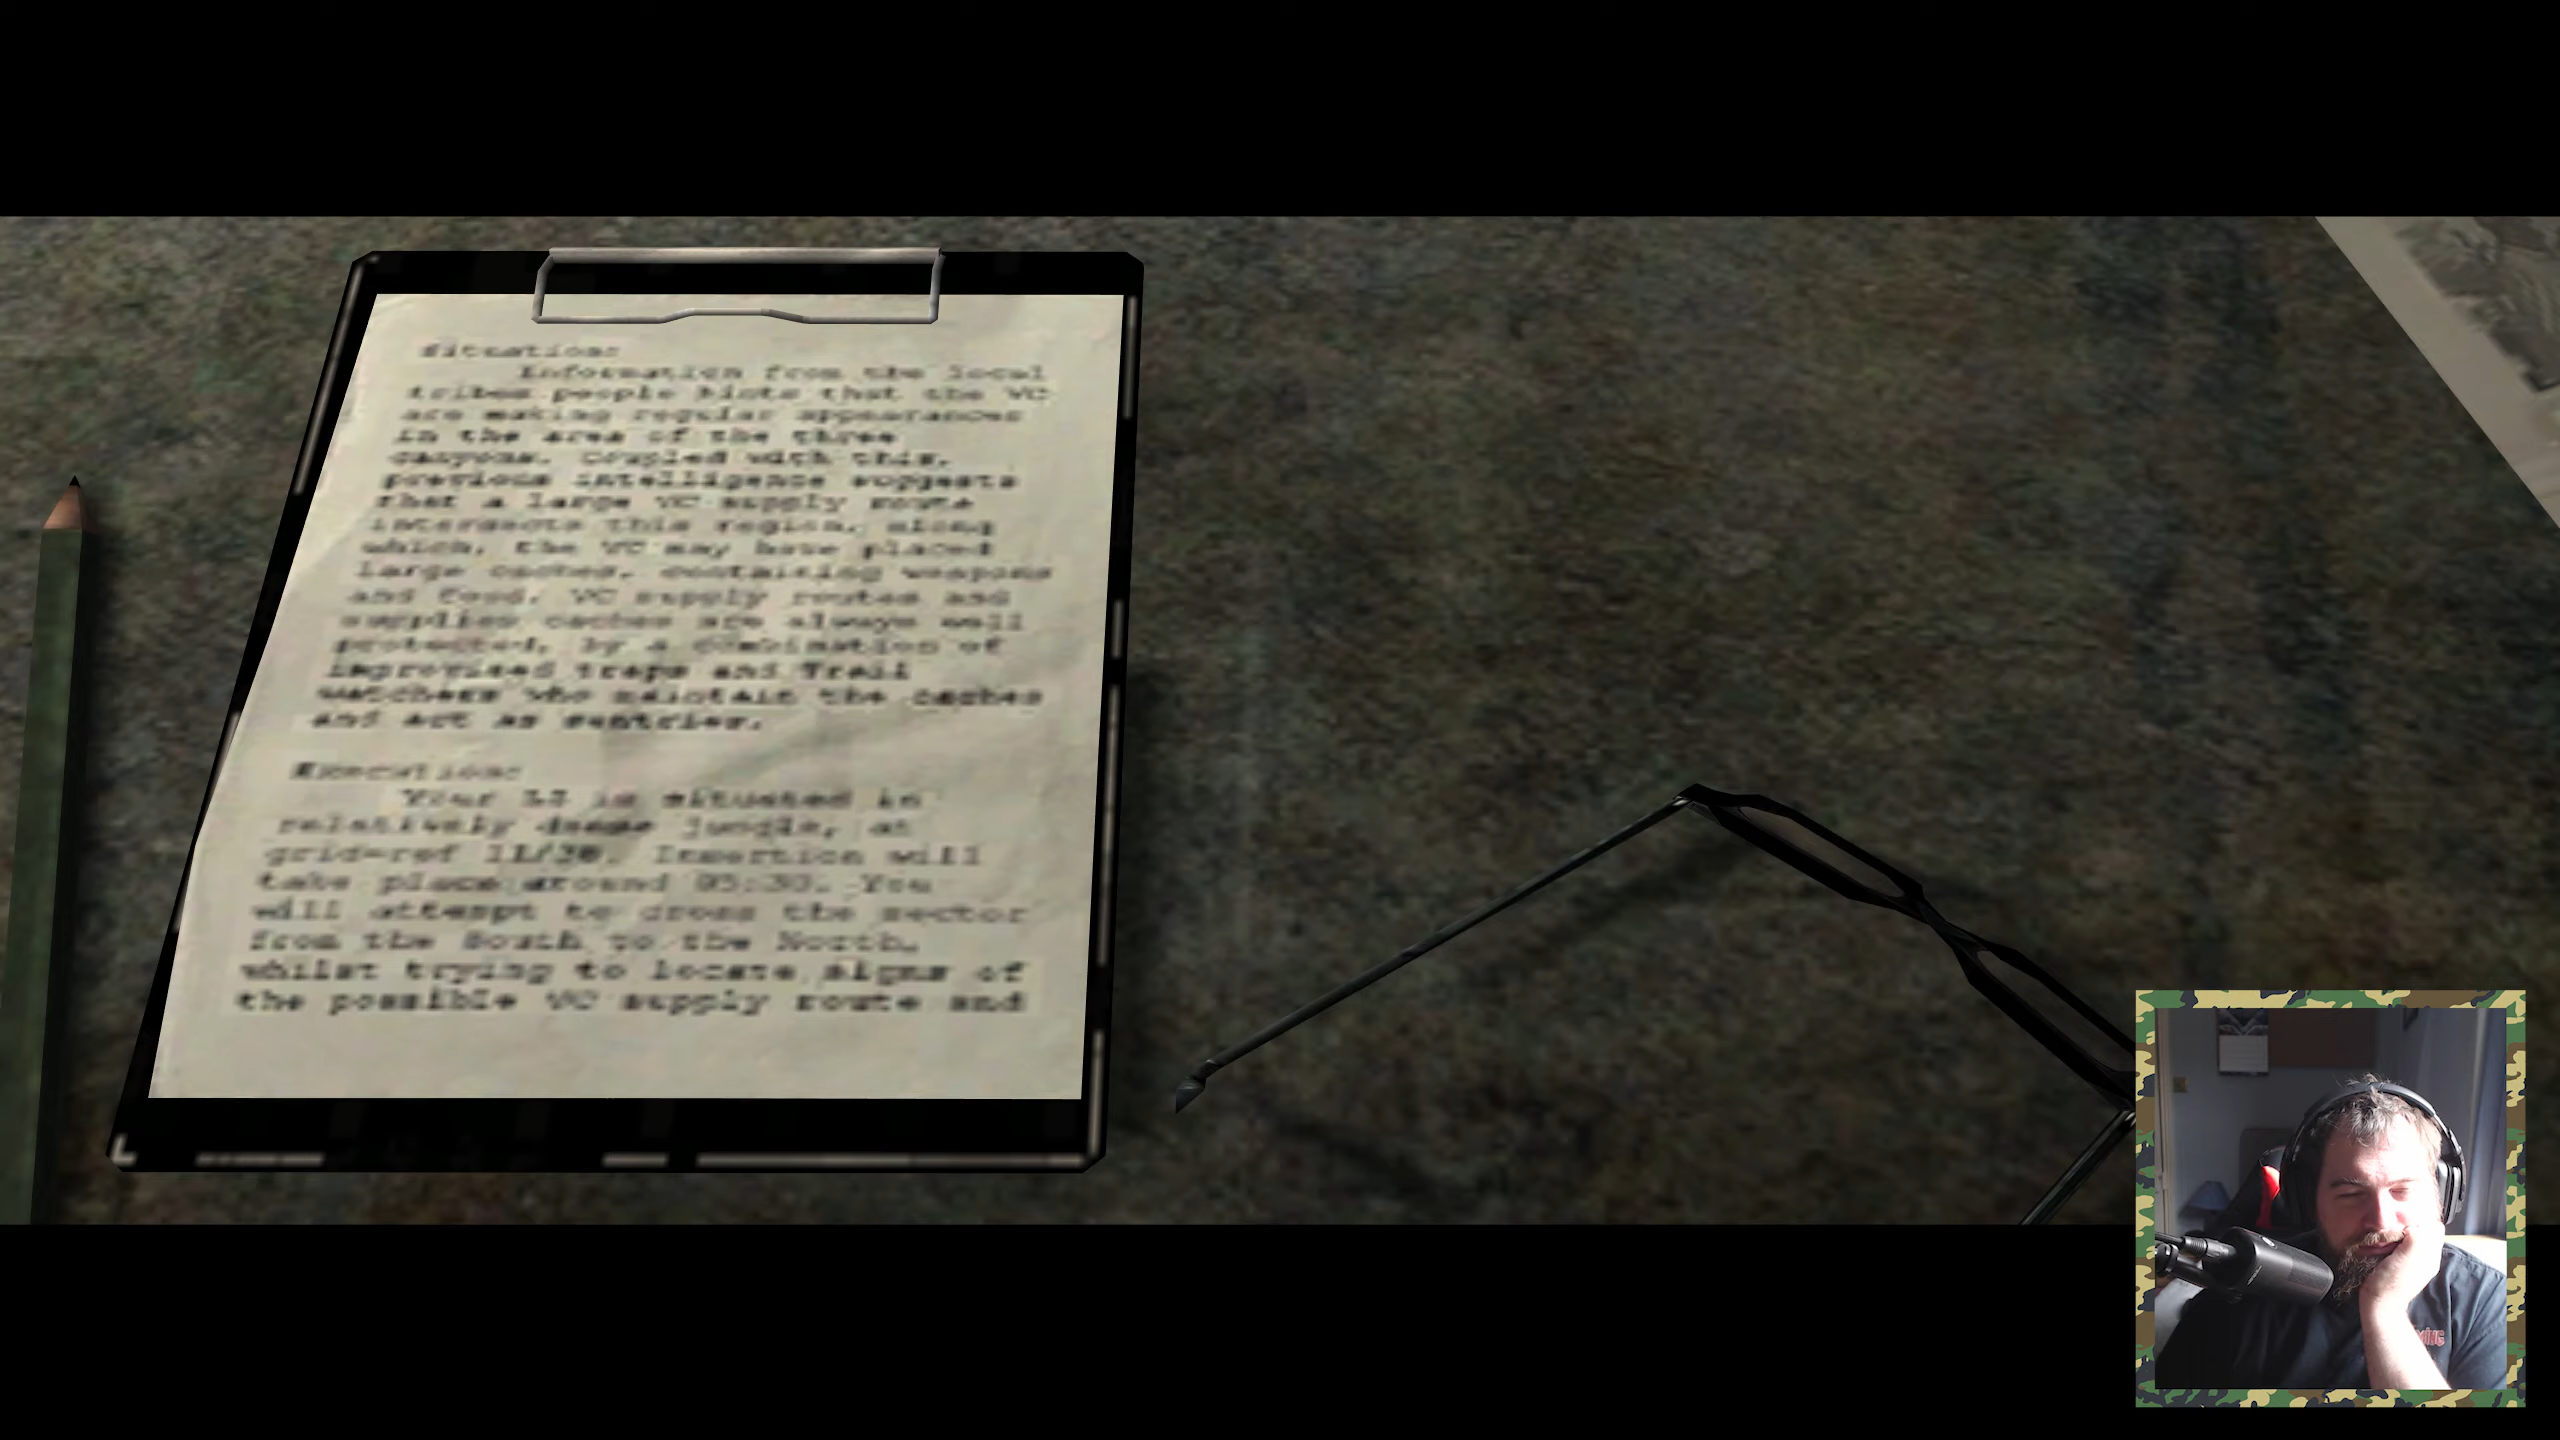 Situation:
Information from the local
tribes people hints that the VC
are making regular appearances
in the area of the three
canyons. Coupled with this,
previous intelligence suggests
that a large VC supply route
intersects this region, along
which, the VC may have placed
large caches, containing weapons
and food. VC supply routes and
supplies caches are always well
protected, by a combination of
improvised traps and Trail
watchers who maintain the caches
and act as sentries.
Execution:
Your LZ is situated in
relatively dense jungle, at
grid-ref 11/20. Insertion will
take place around 05:30. You
will attempt to cross the sector
from the South to the North,
whilst trying to locate signs of
the possible VC supply route and